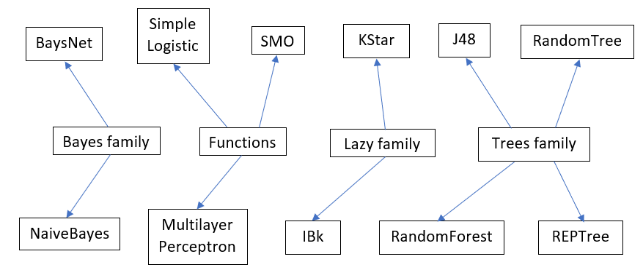 BaysNet
Simple
Logistic
SMO
KStar
J48
RandomTree
Bayes family
Functions
Lazy family
Trees family
NaiveBayes
Multilayer
Perceptron
IBk
RandomForest
REPTree